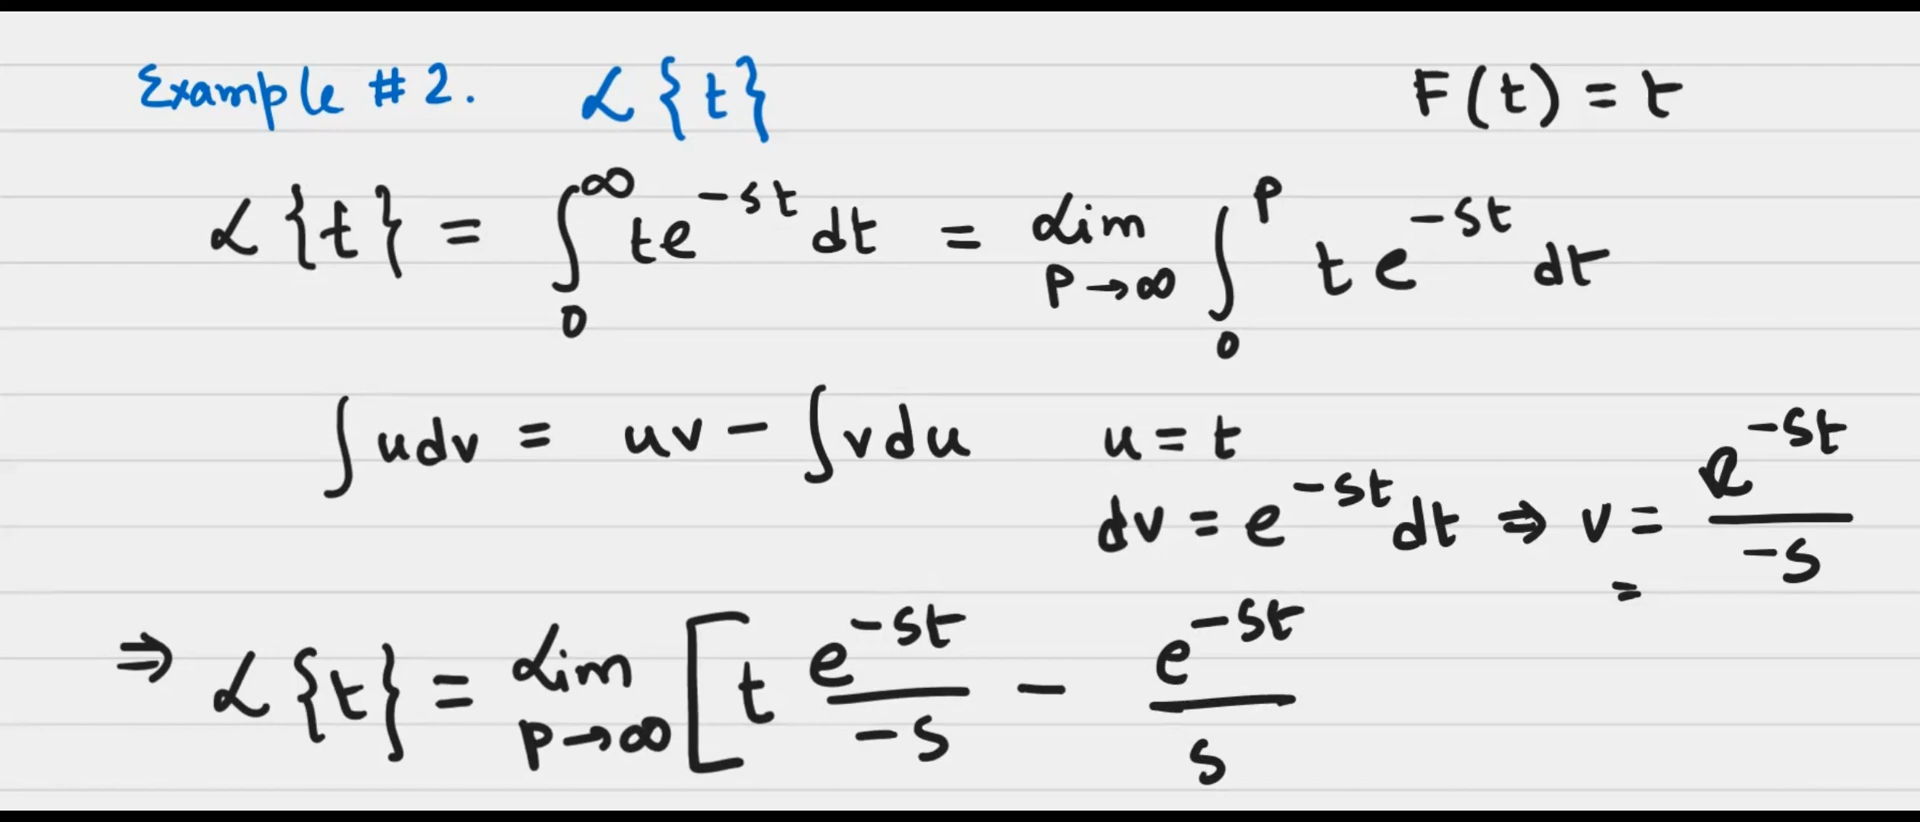 Example #2. ℒ{t} F(t) = t
ℒ{t} = ∫₀^∞ te^{-st} dt = Lim_{P→∞} ∫₀^P t e^{-st} dt
∫udv = uv - ∫vdu u = t
dv = e^{-st} dt ⇒ v = e^{-st}/-s
=
⇒ ℒ{t} = Lim_{P→∞} [t e^{-st}/-s - e^{-st}/s